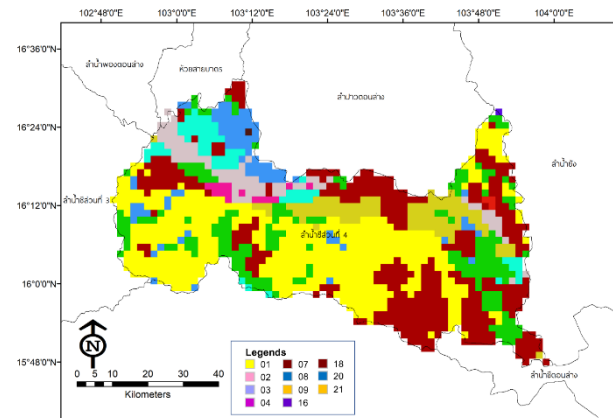 102°48'0"E 103°0'0"E 103°12'0"E 103°24'0"E 103°36'0"E 103°48'0"E 104°0'0"E
16°36'0"N
ลำน้ำพองตอนล่าง
ห้วยสายบาตร
ลำปาวตอนล่าง
16°24'0"N
ลำน้ำยัง
ลำน้ำชีส่วนที่ 3
16°12'0"N
ลำน้ำชีส่วนที่ 4
16°0'0"N
N
15°48'0"N
ลำน้ำชีตอนล่าง
0 5 10 20 30 40
Kilometers
Legends
01 07 18
02 08 20
03 09 21
04 16